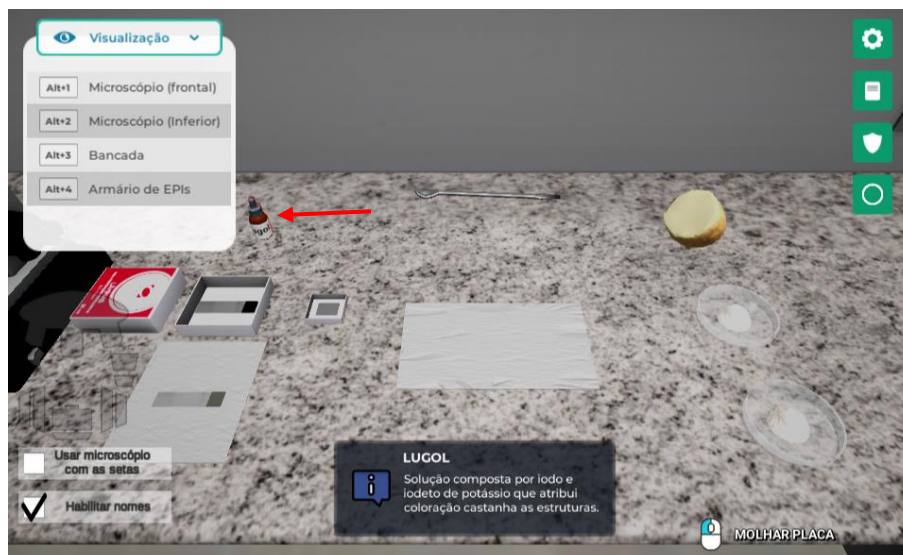 Visualização
Alt+1 Microscópio (frontal)
Alt+2 Microscópio (Inferior)
Alt+3 Bancada
Alt+4 Armário de EPIs
Usar microscópio
com as setas
Habilitar nomes
LUGOL
Solução composta por iodo e
iodeto de potássio que atribui
coloração castanha as estruturas.
MOLHAR PLACA